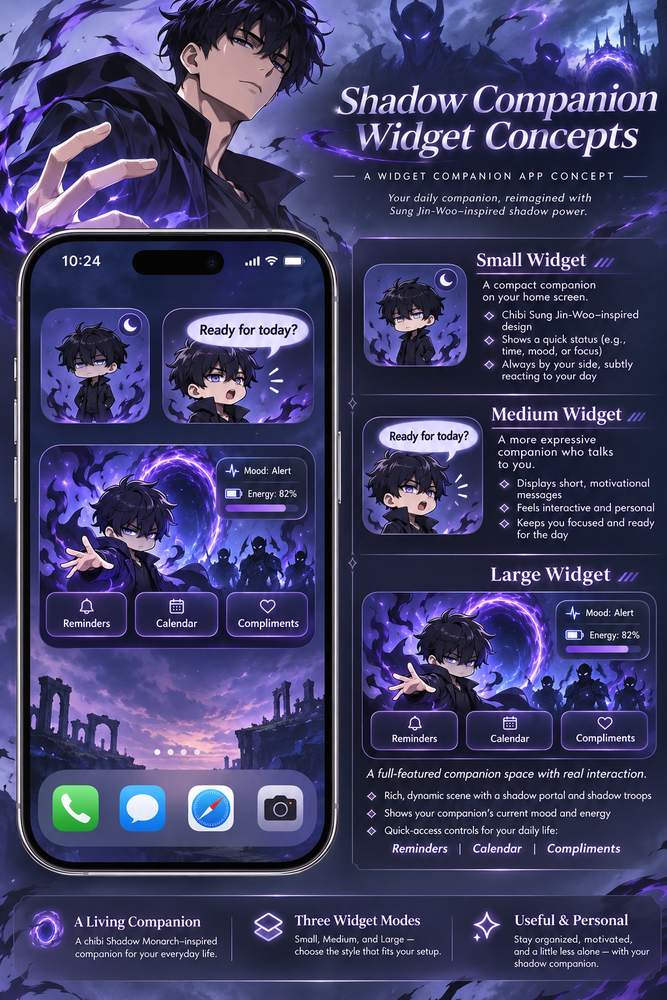 Shadow Companion
Widget Concepts
A WIDGET COMPANION APP CONCEPT
Your daily companion, reimagined with
Sung Jin-Woo–inspired shadow power.
10:24
Ready for today?
Mood: Alert
Energy: 82%
Reminders
Calendar
Compliments
Small Widget
A compact companion
on your home screen.
Chibi Sung Jin-Woo–inspired
design
Shows a quick status (e.g.,
time, mood, or focus)
Always by your side, subtly
reacting to your day
Medium Widget
Ready for today?
A more expressive
companion who talks
to you.
Displays short, motivational
messages
Feels interactive and personal
Keeps you focused and ready
for the day
Large Widget
Mood: Alert
Energy: 82%
Reminders
Calendar
Compliments
A full-featured companion space with real interaction.
Rich, dynamic scene with a shadow portal and shadow troops
Shows your companion's current mood and energy
Quick-access controls for your daily life:
Reminders | Calendar | Compliments
A Living Companion
A chibi Shadow Monarch–inspired
companion for your everyday life.
Three Widget Modes
Small, Medium, and Large —
choose the style that fits your setup.
Useful & Personal
Stay organized, motivated,
and a little less alone — with your
shadow companion.